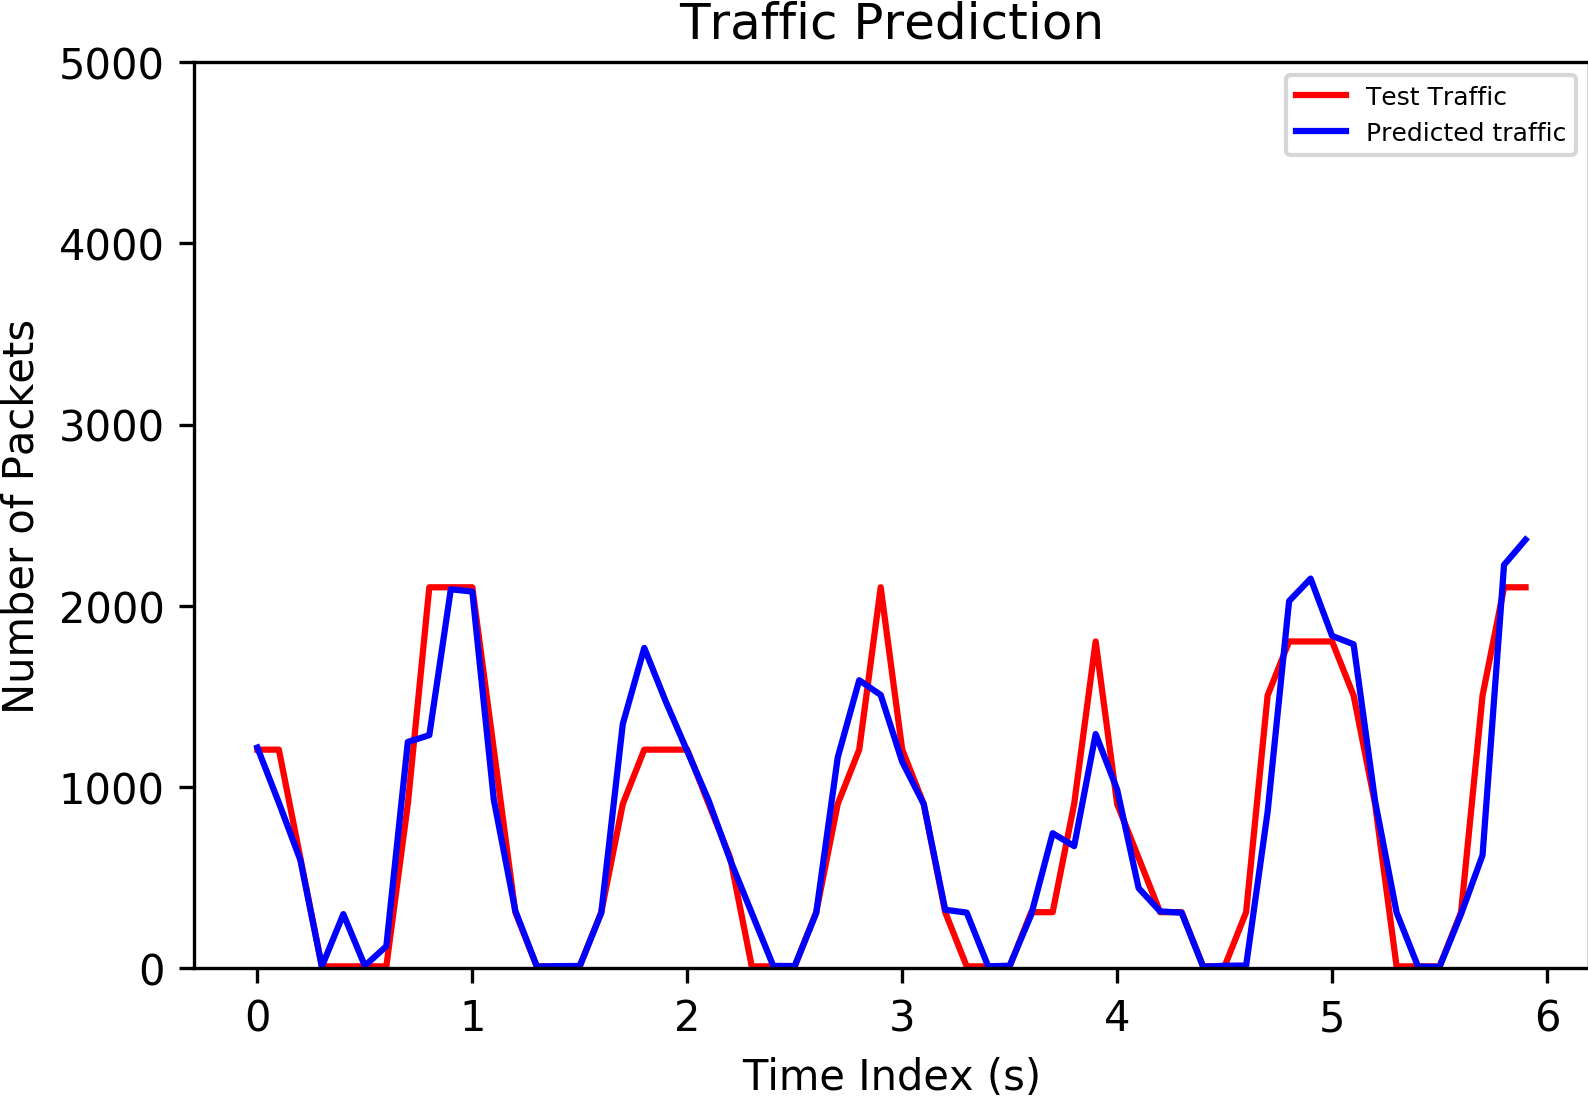 Traffic Prediction
5000
4000
3000
2000
1000
0
Number of Packets
Test Traffic
Predicted traffic
0 1 2 3 4 5 6
Time Index (s)